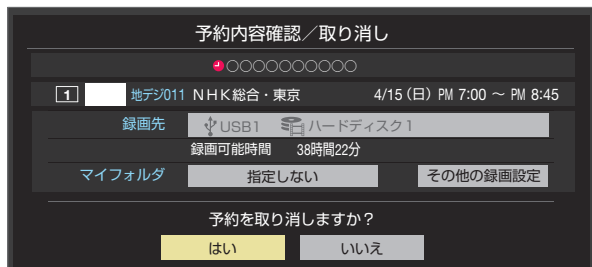 予約内容確認／取り消し
○○○○○○○○○○
1 地デジ011 ＮＨＫ総合・東京 4/15（日） PM 7:00 ～ PM 8:45
録画先 USB1 ハードディスク1
録画可能時間 38時間22分
マイフォルダ 指定しない その他の録画設定
予約を取り消しますか？
はい いいえ